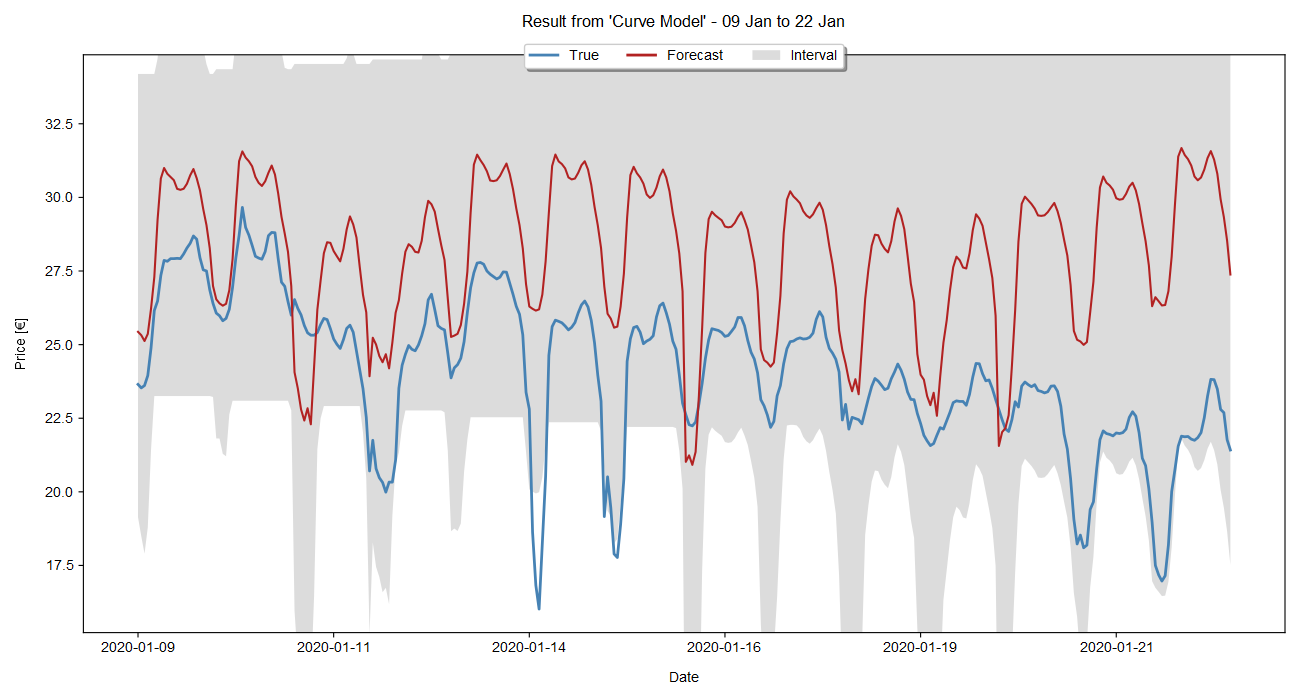 Result from 'Curve Model' - 09 Jan to 22 Jan
True Forecast Interval
Price [€]
32.5
30.0
27.5
25.0
22.5
20.0
17.5
2020-01-09 2020-01-11 2020-01-14 2020-01-16 2020-01-19 2020-01-21
Date